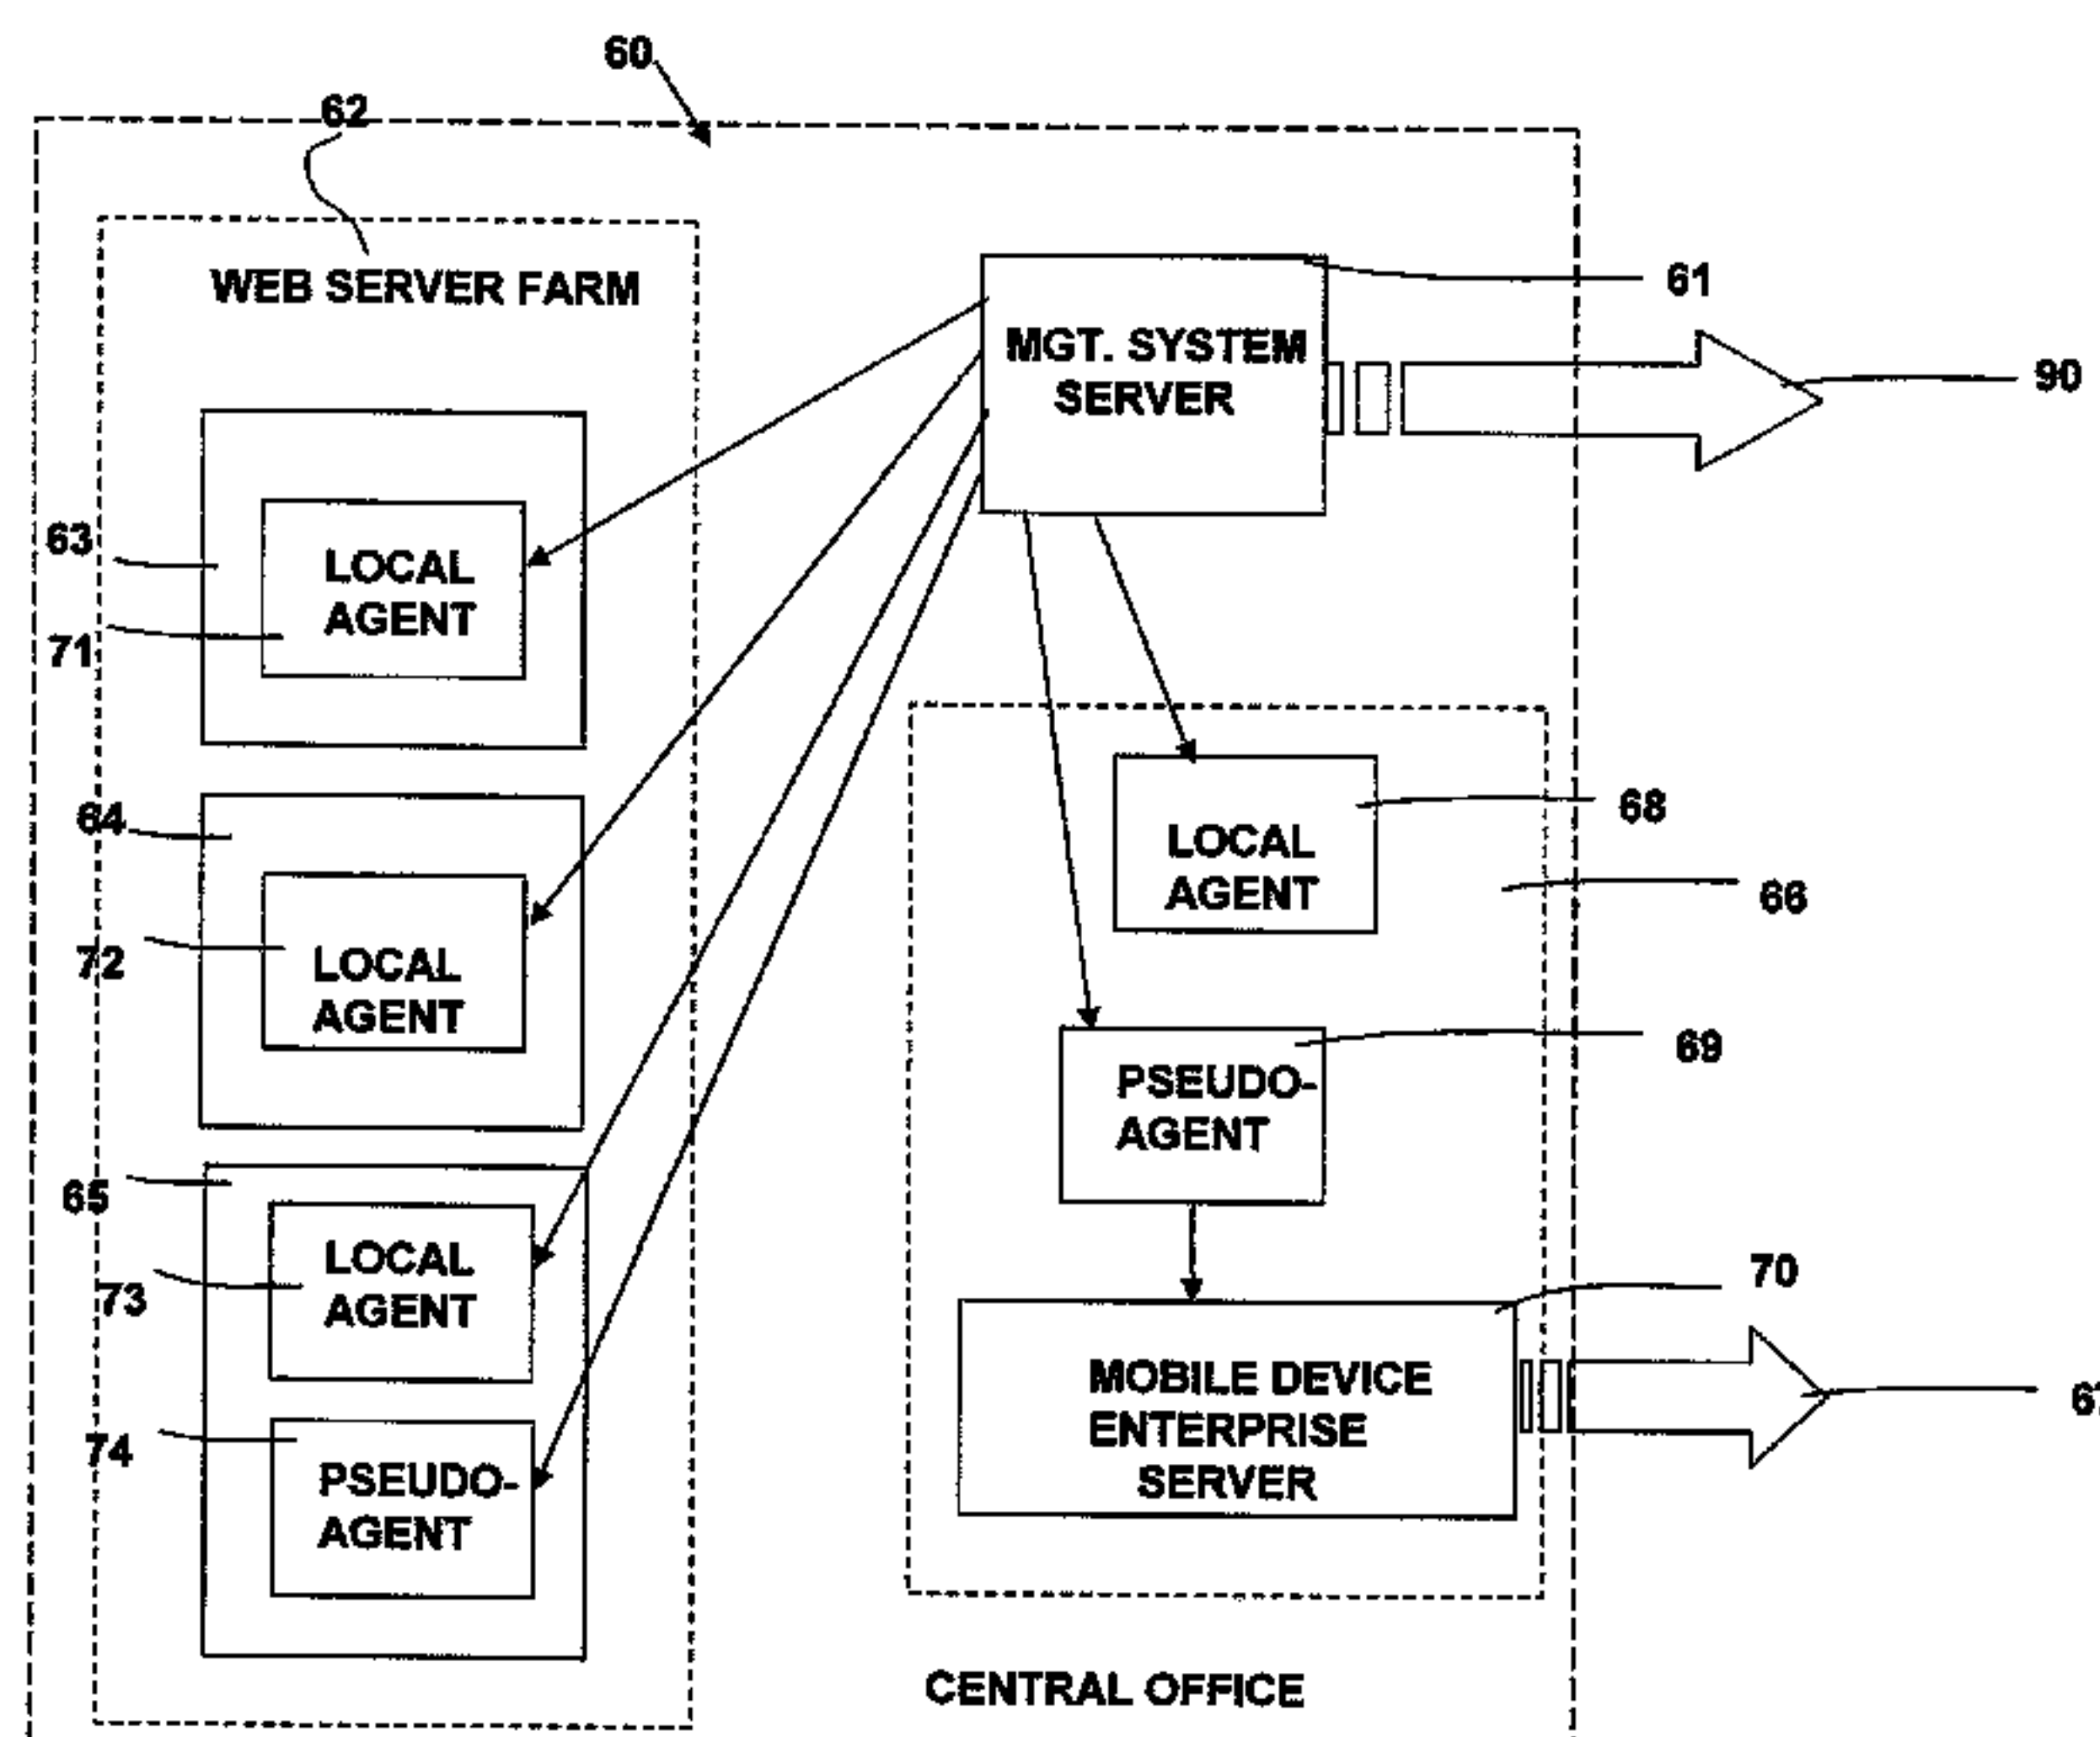 60
62
WEB SERVER FARM
61
MGT. SYSTEM
SERVER
90
63
LOCAL
AGENT
71
64
LOCAL
AGENT
72
68
LOCAL
AGENT
66
69
PSEUDO-
AGENT
65
LOCAL
AGENT
73
74
PSEUDO-
AGENT
70
MOBILE DEVICE
ENTERPRISE
SERVER
CENTRAL OFFICE